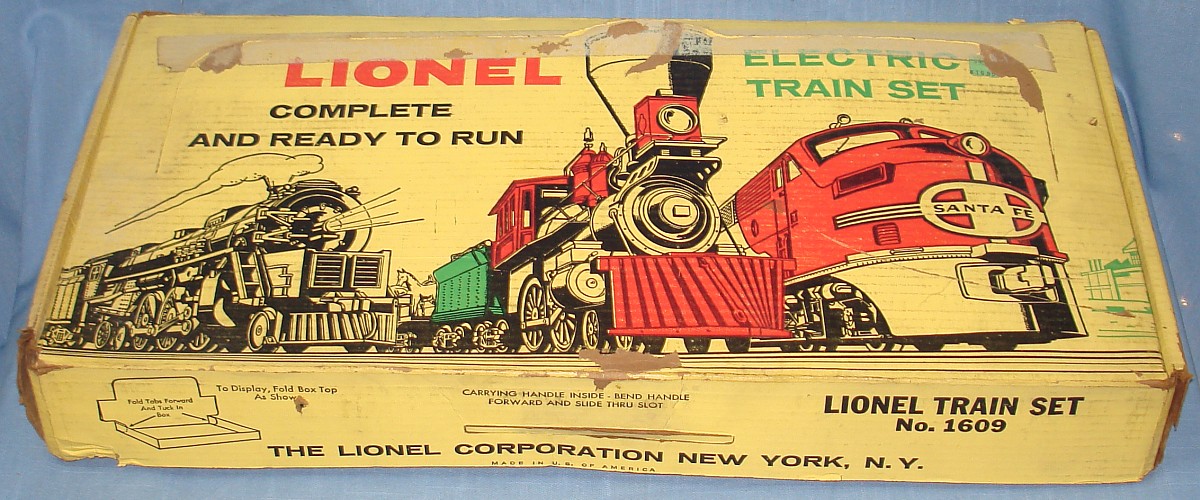 LIONEL
COMPLETE
AND READY TO RUN
ELECTRIC
TRAIN SET
SANTA FE
To Display, Fold Box Top
As Show
Fold Tabs Forward
And Tuck In
Box
CARRYING HANDLE INSIDE - BEND HANDLE
FORWARD AND SLIDE THRU SLOT
LIONEL TRAIN SET
No. 1609
THE LIONEL CORPORATION NEW YORK, N. Y.
MADE IN U.S. OF AMERICA